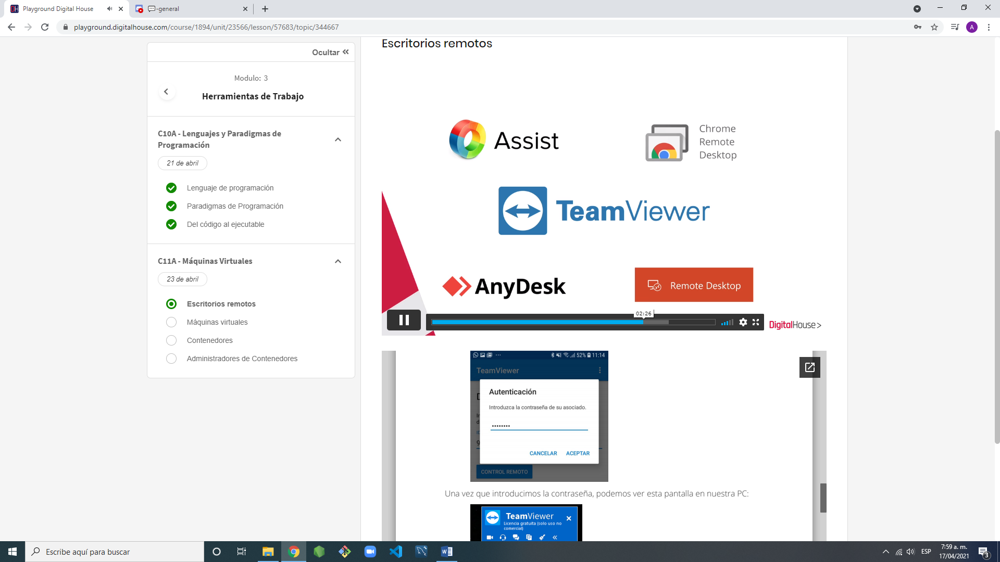 Playground Digital House
-general
playground.digitalhouse.com/course/1894/unit/23566/lesson/57683/topic/344667
A
Ocultar
Modulo: 3
Herramientas de Trabajo
C10A - Lenguajes y Paradigmas de
Programación
21 de abril
Lenguaje de programación
Paradigmas de Programación
Del código al ejecutable
C11A - Máquinas Virtuales
23 de abril
Escritorios remotos
Máquinas virtuales
Contenedores
Administradores de Contenedores
Escritorios remotos
Assist
Chrome
Remote
Desktop
TeamViewer
AnyDesk
Remote Desktop
02:26
DigitalHouse>
52% 11:14
TeamViewer
Autenticación
Introduzca la contraseña de su asociado.
CANCELAR ACEPTAR
CONTROL REMOTO
Una vez que introducimos la contraseña, podemos ver esta pantalla en nuestra PC:
TeamViewer
Licencia gratuita (solo uso no
comercial)
Escribe aquí para buscar
ESP
7:59 a. m.
17/04/2021
3